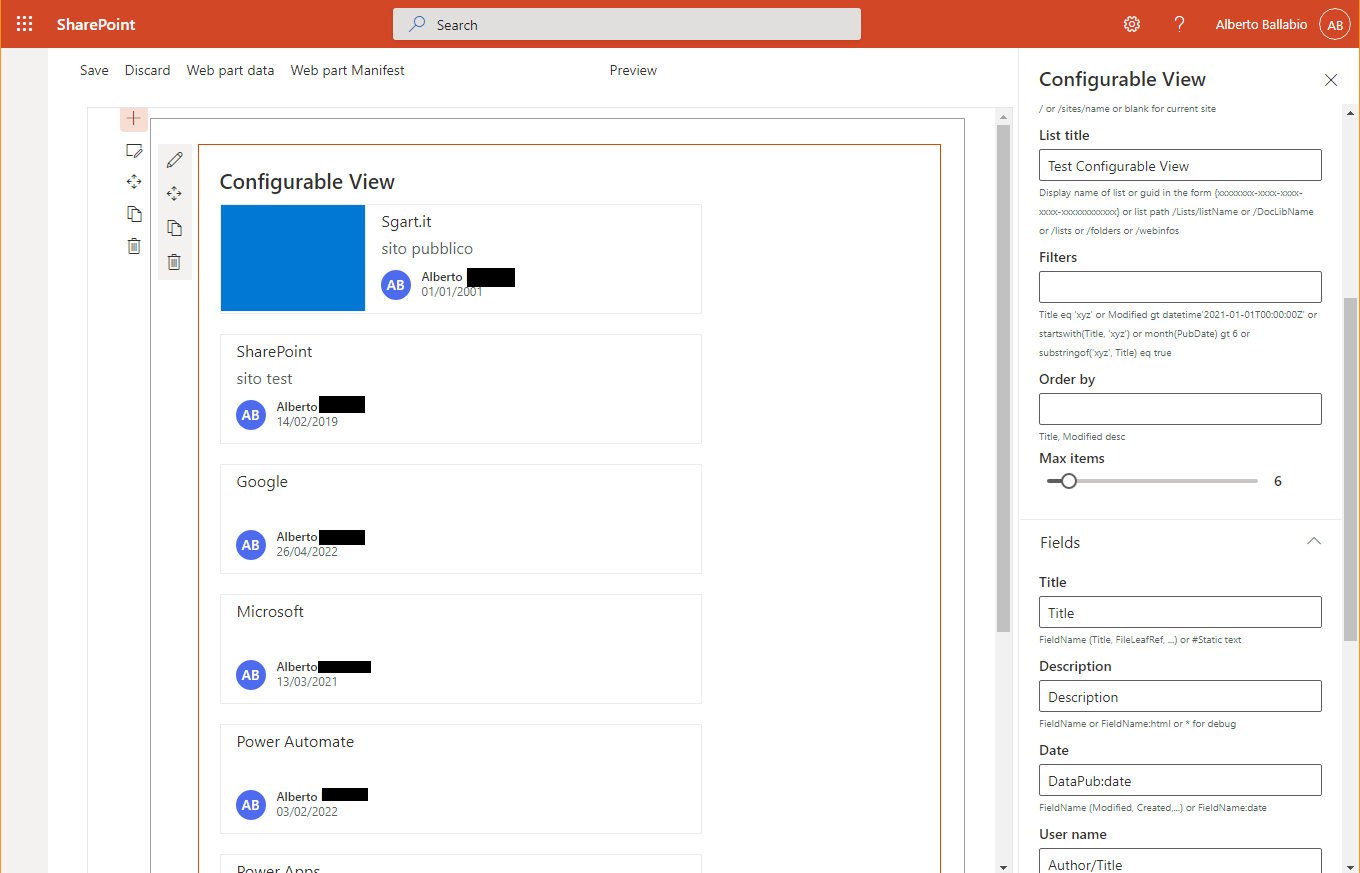 SharePoint
Search
Alberto Ballabio
AB
Save Discard Web part data Web part Manifest Preview
Configurable View
Sgart.it
sito pubblico
AB
Alberto
01/01/2001
SharePoint
sito test
AB
Alberto
14/02/2019
Google
AB
Alberto
26/04/2022
Microsoft
AB
Alberto
13/03/2021
Power Automate
AB
Alberto
03/02/2022
Power Apps
Configurable View
/ or /sites/name or blank for current site
List title
Test Configurable View
Display name of list or guid in the form {xxxxxxxx-xxxx-xxxx-
xxxx-xxxxxxxxxxxx} or list path /Lists/listName or /DocLibName
or /lists or /folders or /webinfos
Filters
Title eq 'xyz' or Modified gt datetime'2021-01-01T00:00:00Z' or
startswith(Title, 'xyz') or month(PubDate) gt 6 or
substringof('xyz', Title) eq true
Order by
Title, Modified desc
Max items
6
Fields
Title
Title
FieldName (Title, FileLeafRef, ...) or #Static text
Description
Description
FieldName or FieldName:html or * for debug
Date
DataPub:date
FieldName (Modified, Created,...) or FieldName:date
User name
Author/Title